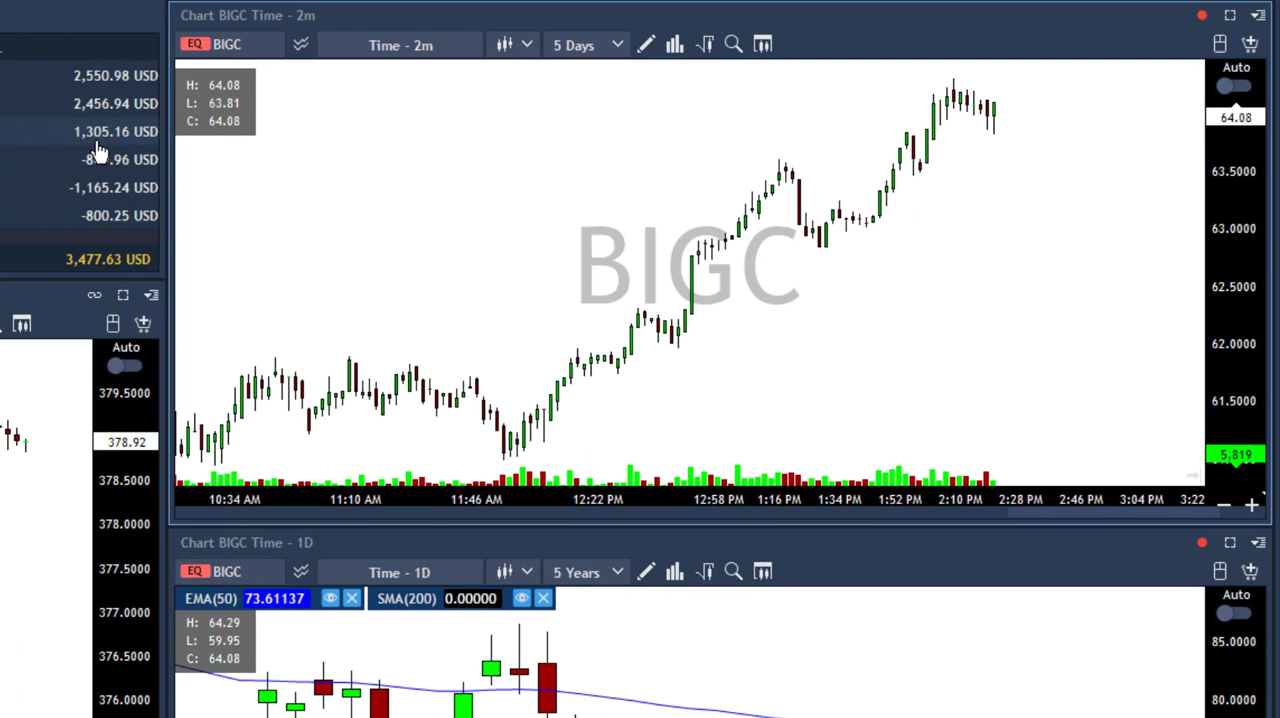 2,550.98 USD
2,456.94 USD
1,305.16 USD
.96 USD
-1,165.24 USD
-800.25 USD
3,477.63 USD
Auto
379.5000
378.92
378.5000
378.0000
377.5000
377.0000
376.5000
376.0000
Chart BIGC Time - 2m
EQ BIGC
Time - 2m
5 Days
H: 64.08
L: 63.81
C: 64.08
BIGC
Auto
64.08
63.5000
63.0000
62.5000
62.0000
61.5000
5,819
10:34 AM 11:10 AM 11:46 AM 12:22 PM 12:58 PM 1:16 PM 1:34 PM 1:52 PM 2:10 PM 2:28 PM 2:46 PM 3:04 PM 3:22
Chart BIGC Time - 1D
EQ BIGC
Time - 1D
5 Years
EMA(50) 73.61137
SMA(200) 0.00000
H: 64.29
L: 59.95
C: 64.08
Auto
85.0000
80.0000